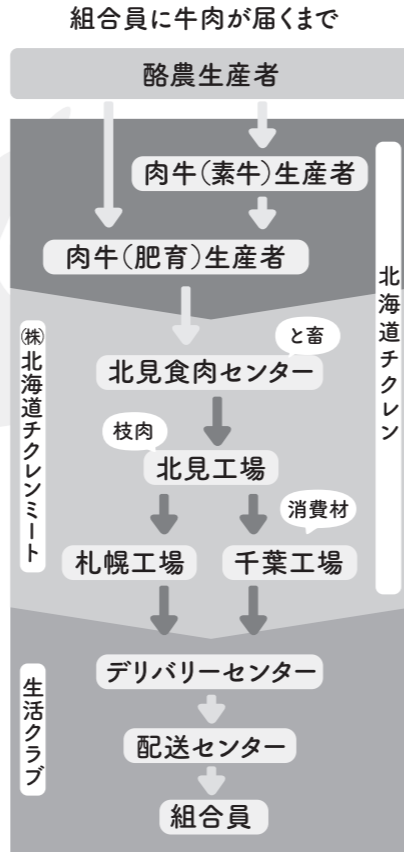 組合員に牛肉が届くまで
酪農生産者
肉牛(素牛)生産者
肉牛(肥育)生産者
北海道チクレン
㈱北海道チクレンミート
と畜
北見食肉センター
枝肉
北見工場
消費材
札幌工場
千葉工場
生活クラブ
デリバリーセンター
配送センター
組合員